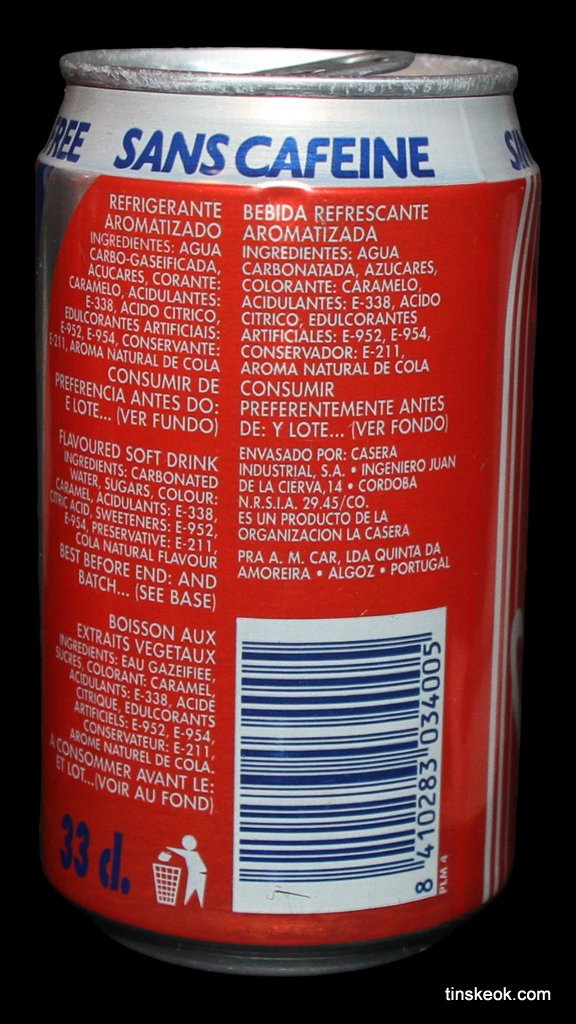 FREE
SANS CAFEINE
SIN
REFRIGERANTE
AROMATIZADO
INGREDIENTES: AGUA
CARBO-GASEIFICADA,
AÇUCARES, CORANTE:
CARAMELO, ACIDULANTES:
E-338, ACIDO CITRICO,
EDULCORANTES ARTIFICIAIS:
E-952, E-954, CONSERVANTE:
E-211, AROMA NATURAL DE COLA
CONSUMIR DE
PREFERENCIA ANTES DO:
E LOTE... (VER FUNDO)
FLAVOURED SOFT DRINK
INGREDIENTS: CARBONATED
WATER, SUGARS, COLOUR:
CARAMEL, ACIDULANTS: E-338,
CITRIC ACID, SWEETENERS: E-952,
E-954, PRESERVATIVE: E-211,
COLA NATURAL FLAVOUR
BEST BEFORE END: AND
BATCH... (SEE BASE)
BOISSON AUX
EXTRAITS VEGETAUX
INGREDIENTS: EAU GAZEIFIEE,
SUCRES, COLORANT: CARAMEL,
ACIDULANTS: E-338, ACIDE
CITRIQUE, EDULCORANTS
ARTIFICIELS: E-952, E-954,
CONSERVATEUR: E-211,
AROME NATUREL DE COLA.
A CONSOMMER AVANT LE:
ET LOT...(VOIR AU FOND)
33 cl.
BEBIDA REFRESCANTE
AROMATIZADA
INGREDIENTES: AGUA
CARBONATADA, AZUCARES,
COLORANTE: CARAMELO,
ACIDULANTES: E-338, ACIDO
CITRICO, EDULCORANTES
ARTIFICIALES: E-952, E-954,
CONSERVADOR: E-211,
AROMA NATURAL DE COLA
CONSUMIR
PREFERENTEMENTE ANTES
DE: Y LOTE... (VER FONDO)
ENVASADO POR: CASERA
INDUSTRIAL, S.A. • INGENIERO JUAN
DE LA CIERVA,14 • CORDOBA
N.R.S.I.A. 29.45/CO.
ES UN PRODUCTO DE LA
ORGANIZACION LA CASERA
PRA A. M. CAR, LDA QUINTA DA
AMOREIRA • ALGOZ • PORTUGAL
8 410283 034005
PLM 4
tinskeok.com